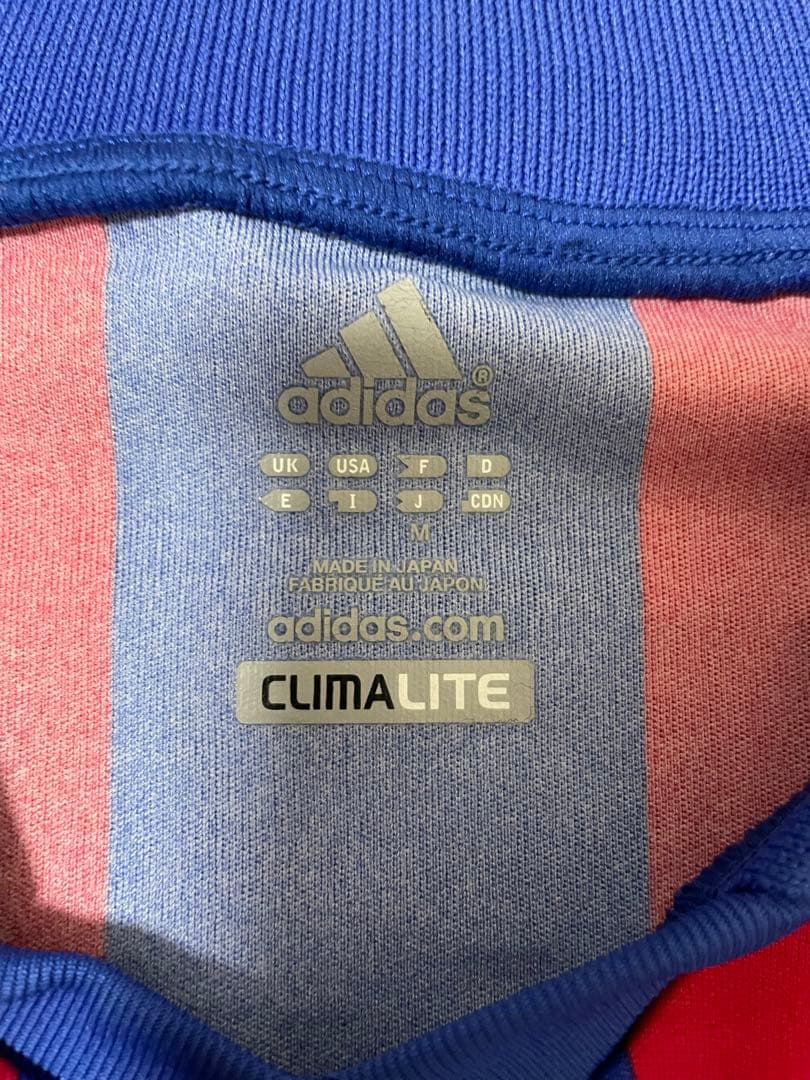 adidas®
UK USA F D
E I J CDN
M
MADE IN JAPAN
FABRIQUÉ AU JAPON
adidas.com
CLIMALITE